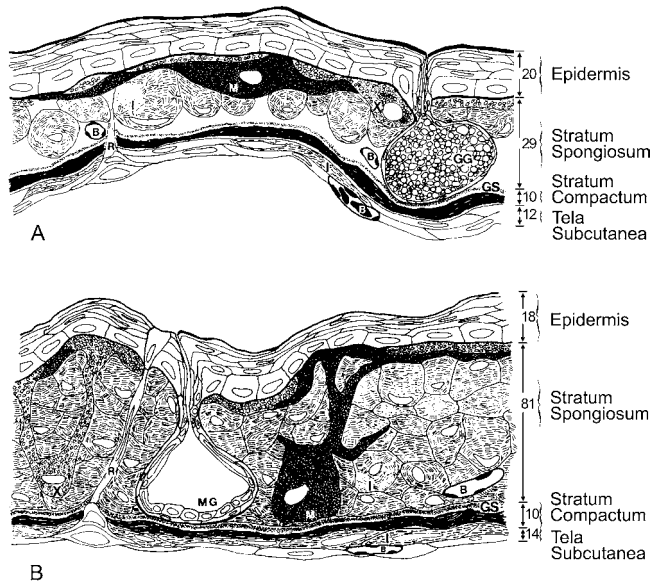 20 Epidermis
M
I
X
B
R
B
GG
29 Stratum
Spongiosum
GS
10 Stratum
Compactum
I
B
12 Tela
Subcutanea
A
18 Epidermis
81 Stratum
Spongiosum
R
X
MG
M
I
B
GS
10 Stratum
Compactum
14 Tela
Subcutanea
I
B
B